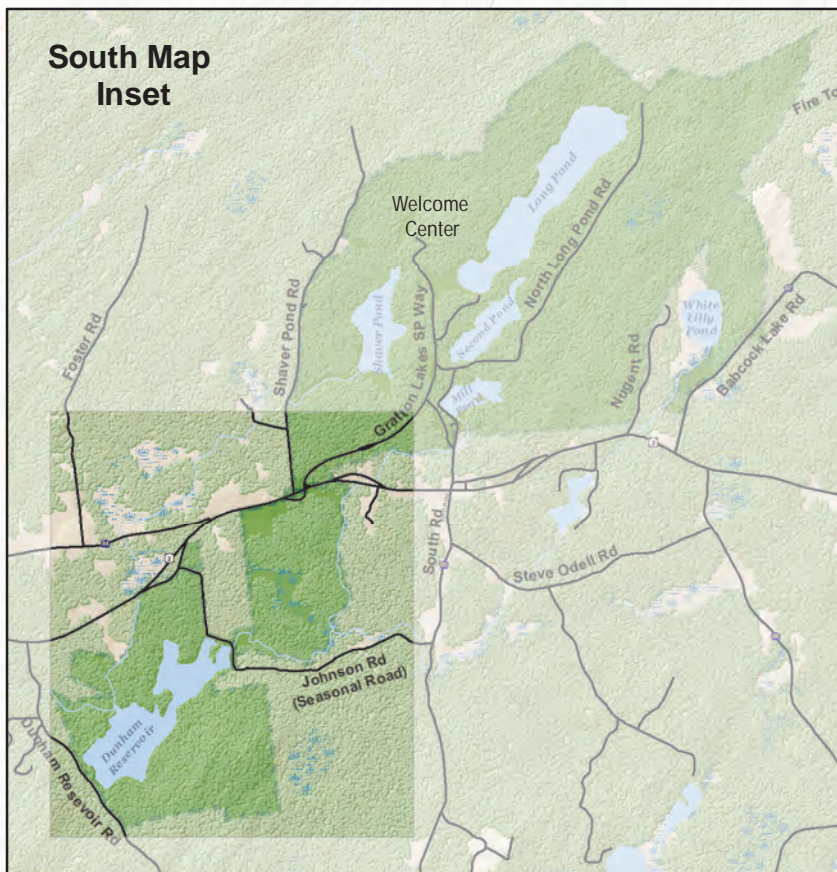 South Map
Inset
Fire To
Long Pond
Welcome
Center
North Long Pond Rd
Shaver Pond Rd
Foster Rd
Shaver Pond
Grafton Lakes SP Way
Second Pond
White
Lilly
Pond
Babcock Lake Rd
Nugent Rd
Mill
Pond
2
2
South Rd
Steve Odell Rd
Johnson Rd
(Seasonal Road)
Dunham
Reservoir
Dunham Resevoir Rd